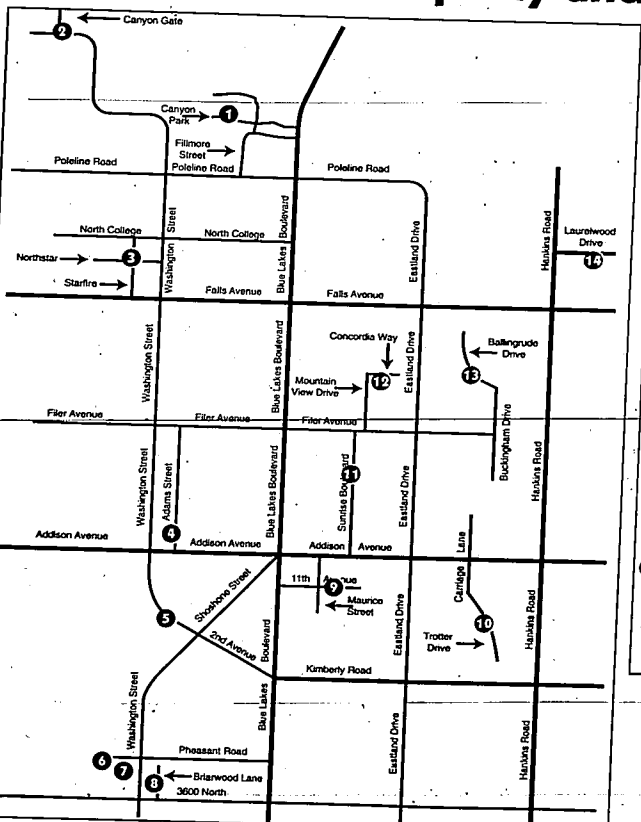 2
Canyon Gate
Canyon
Park
1
Fillmore
Street
Poleline Road
Poleline Road
Poleline Road
North College
North College
Street
Boulevard
Northstar
3
Starfire
Washington
Blue Lakes
Eastland Drive
Hankins Road
Laurelwood
Drive
14
Falls Avenue
Falls Avenue
Concordia Way
Ballingrude
Drive
Mountain
View Drive
12
13
Washington Street
Blue Lakes Boulevard
Eastland Drive
Filer Avenue
Filer Avenue
Filer Avenue
Buckingham Drive
Hankins Road
Washington Street
Adams Street
4
Blue Lakes Boulevard
Sunrise Boulevard
11
Eastland Drive
Addison Avenue
Addison Avenue
Addison Avenue
Carriage Lane
Shoshone Street
11th Avenue
9
Maurice
Street
5
2nd Avenue
Boulevard
Eastland Drive
Trotter
Drive
10
Hankins Road
Kimberly Road
Washington Street
Blue Lakes
Eastland Drive
Hankins Road
6
Pheasant Road
7
8
Briarwood Lane
3600 North